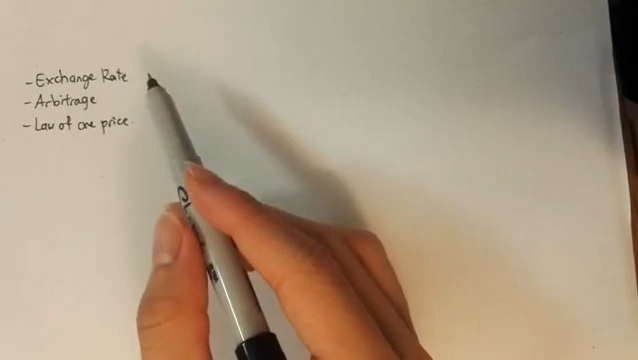 - Exchange Rate
- Arbitrage
- Law of one price.